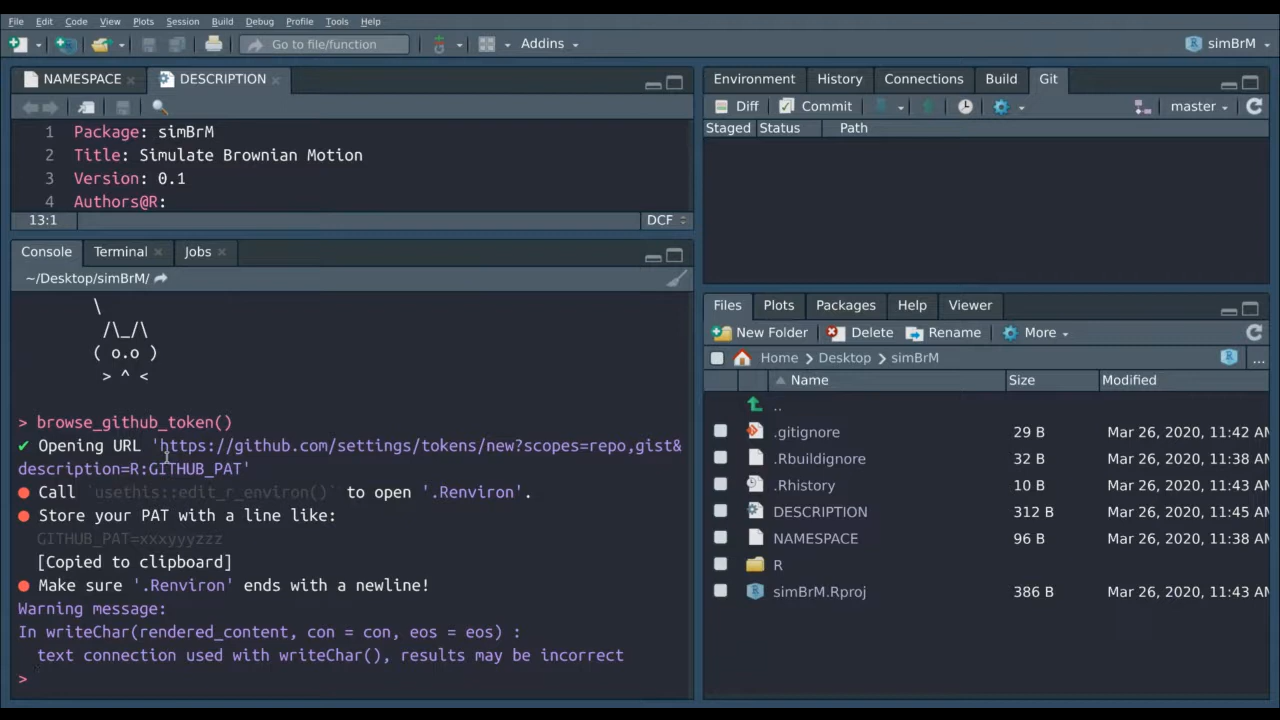 File Edit Code View Plots Session Build Debug Profile Tools Help
Go to file/function Addins simBrM
NAMESPACE DESCRIPTION
1 Package: simBrM
2 Title: Simulate Brownian Motion
3 Version: 0.1
4 Authors@R:
13:1 DCF
Console Terminal Jobs
~/Desktop/simBrM/
\
/\_/\
( o.o )
> ^ <
> browse_github_token()
✔ Opening URL 'https://github.com/settings/tokens/new?scopes=repo,gist&
description=R:GITHUB_PAT'
● Call `usethis::edit_r_environ()` to open '.Renviron'.
● Store your PAT with a line like:
GITHUB_PAT=xxxyyyzzz
[Copied to clipboard]
● Make sure '.Renviron' ends with a newline!
Warning message:
In writeChar(rendered_content, con = con, eos = eos) :
text connection used with writeChar(), results may be incorrect
>
Environment History Connections Build Git
Diff Commit master
Staged Status Path
Files Plots Packages Help Viewer
New Folder Delete Rename More
Home Desktop simBrM ...
Name Size Modified
..
.gitignore 29 B Mar 26, 2020, 11:42 AM
.Rbuildignore 32 B Mar 26, 2020, 11:38 AM
.Rhistory 10 B Mar 26, 2020, 11:43 AM
DESCRIPTION 312 B Mar 26, 2020, 11:45 AM
NAMESPACE 96 B Mar 26, 2020, 11:38 AM
R
simBrM.Rproj 386 B Mar 26, 2020, 11:43 AM